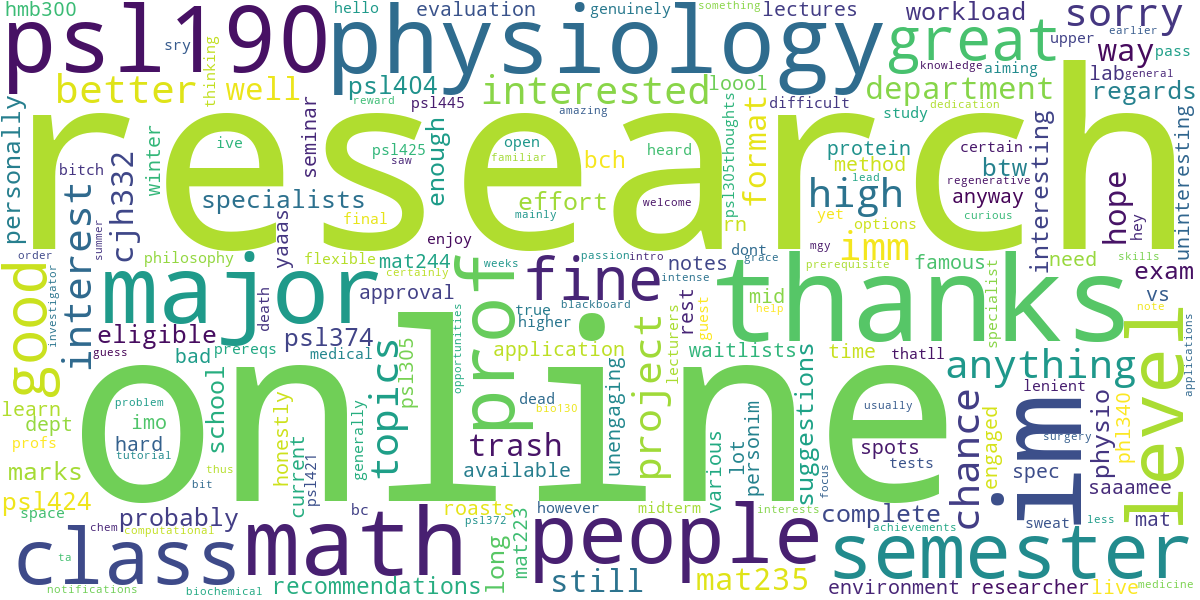 hmb300
hello
evaluation
genuinely
something
lectures
workload
sorry
earlier
psl190
physiology
sry
great
way
upper
pass
knowledge
aiming
general
lab
regards
better
well
thinking
psl404
reward
psl445
interested
loool
amazing
difficult
department
dedication
study
personally
research
winter
seminar
ive
psl425
saw
enough
open
familiar
heard
bch
psl305thoughts
format
protein
method
certain
btw
regenerative
lead
anyway
interesting
hope
hey
uninteresting
bitch
cjh332
specialists
final
effort
mainly
welcome
rn
high
yet
options
curious
interest
summer
yaaas
enjoy
dont
mgy
imm
skills
order
philosophy
flexible
mat244
certainly
weeks
passion
intro
grace
prerequisite
famous
need
exam
good
major
death
approval
prof
fine
notes
intense
thanks
specialist
vs
investigator
eligible
psl374
true
higher
blackboard
project
rest
mid
help
note
pass
guess
bad
prereqs
medical
psl305
opportunities
application
lecturers
guest
waitlists
time
thatll
anything
level
applications
learn
dept
imo
school
problem
online
topics
dead
bio130
unengaging
suggestions
usually
lenient
profs
hard
tutorial
honestly
current
psl421
generally
trash
available
various
lot
personim
focus
spots
tests
chance
engaged
im
surgery
physio
phl340
marks
thus
bit
spec
psl424
space
probably
bc
roasts
however
midterm
interests
complete
saaamee
sweat
mat
less
chem
computational
class
math
psl372
long
mat223
people
achievements
semester
ta
notifications
biochemical
recommendations
still
mat235
environment
researcher
live
medicine